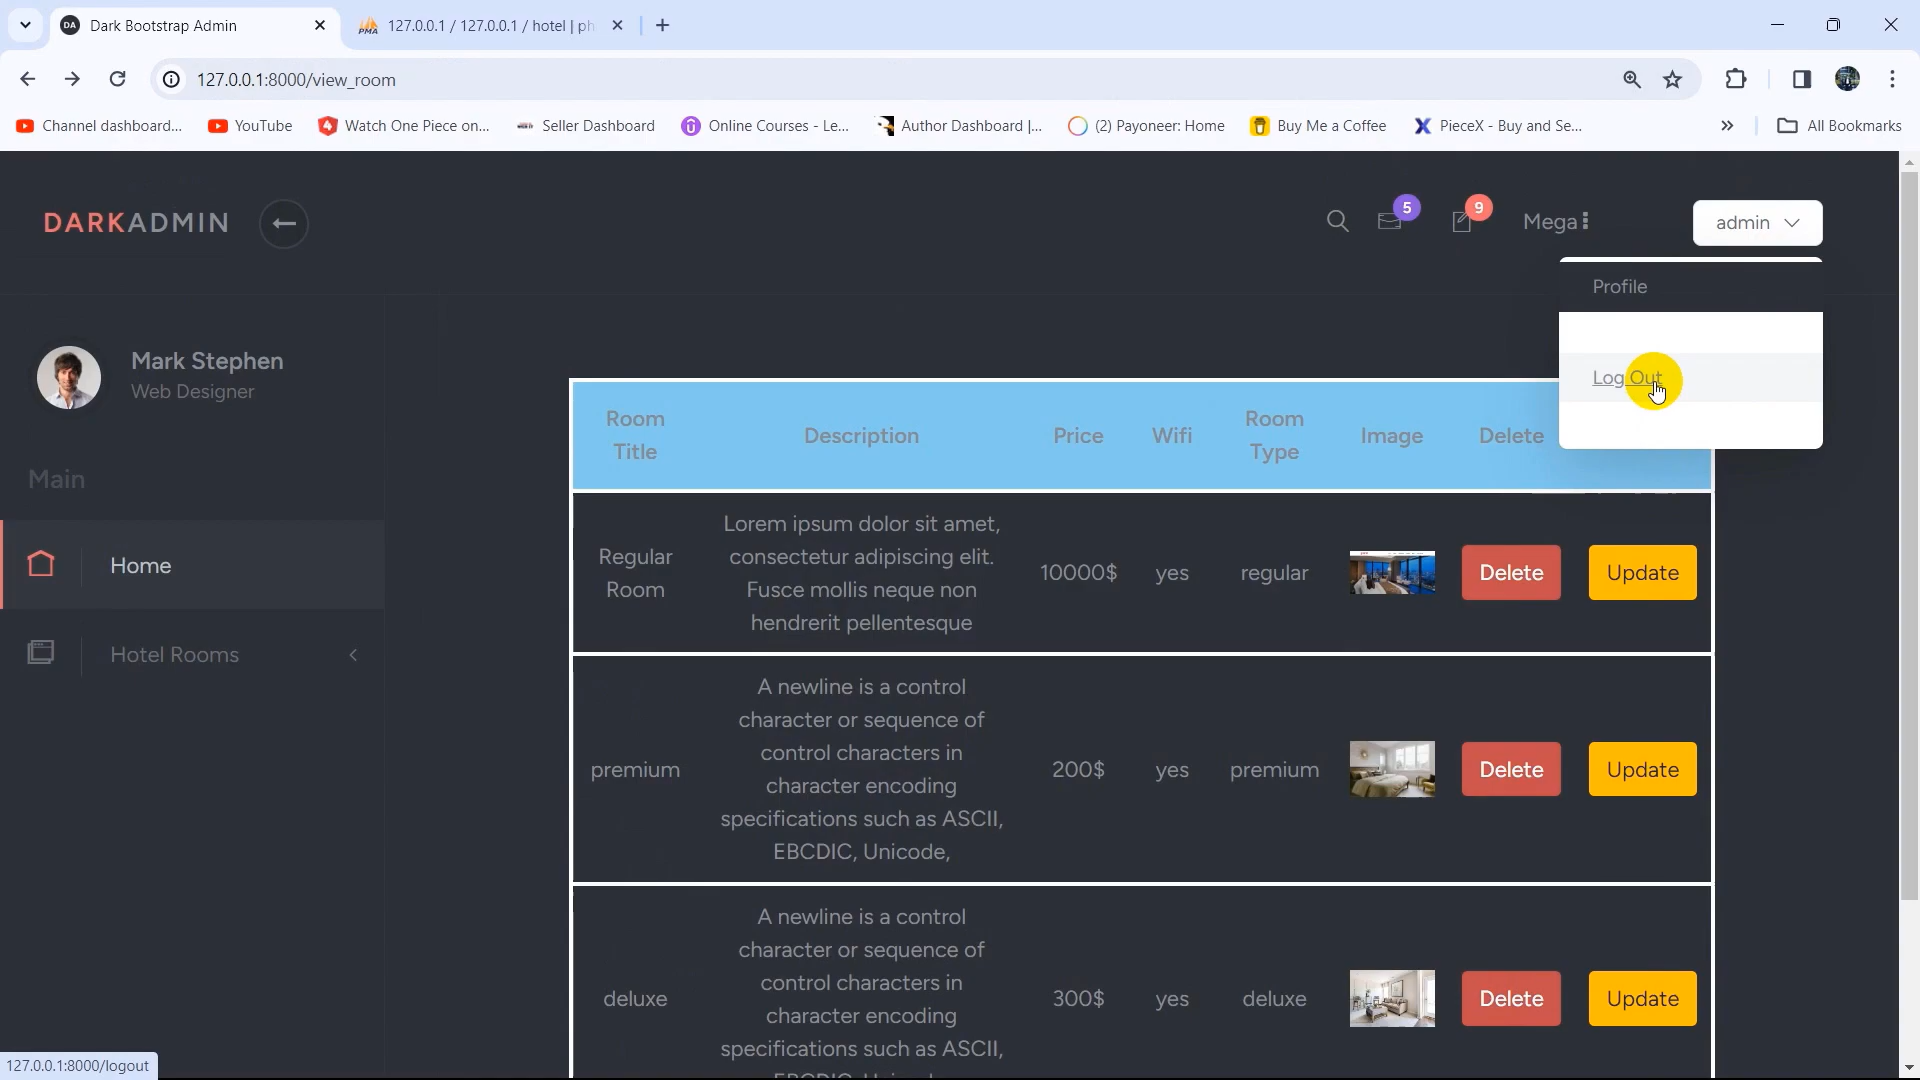 DA Dark Bootstrap Admin
PMA 127.0.0.1 / 127.0.0.1 / hotel | ph
127.0.0.1:8000/view_room
Channel dashboard...
YouTube
Watch One Piece on...
Seller Dashboard
Online Courses - Le...
Author Dashboard |...
(2) Payoneer: Home
Buy Me a Coffee
PieceX - Buy and Se...
All Bookmarks
DARKADMIN
5
9
Mega
admin
Profile
Log Out
Mark Stephen
Web Designer
Main
Home
Hotel Rooms
Room
Title
Description
Price
Wifi
Room
Type
Image
Delete
Regular
Room
Lorem ipsum dolor sit amet,
consectetur adipiscing elit.
Fusce mollis neque non
hendrerit pellentesque
10000$
yes
regular
Delete
Update
premium
A newline is a control
character or sequence of
control characters in
character encoding
specifications such as ASCII,
EBCDIC, Unicode,
200$
yes
premium
Delete
Update
deluxe
A newline is a control
character or sequence of
control characters in
character encoding
specifications such as ASCII,
300$
yes
deluxe
Delete
Update
127.0.0.1:8000/logout